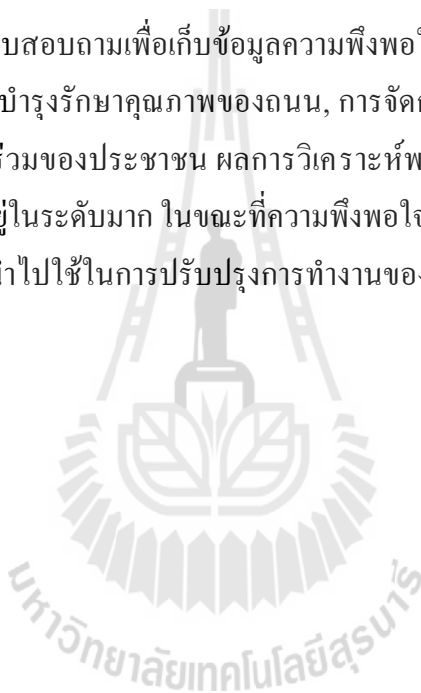 บสอบถามเพื่อเก็บข้อมูลความพึงพอใ
บำรุงรักษาคุณภาพของถนน, การจัด
ร่วมของประชาชน ผลการวิเคราะห์พ
ยู่ในระดับมาก ในขณะที่ความพึงพอใจ
นำไปใช้ในการปรับปรุงการทำงานของ
มหาวิทยาลัยเทคโนโลยีสุรนารี